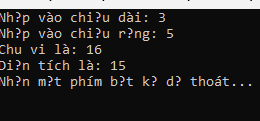 Nh?p vào chi?u dài: 3
Nh?p vào chi?u r?ng: 5
Chu vi là: 16
Di?n tích là: 15
Nh?n m?t phím b?t k? d? thoát...